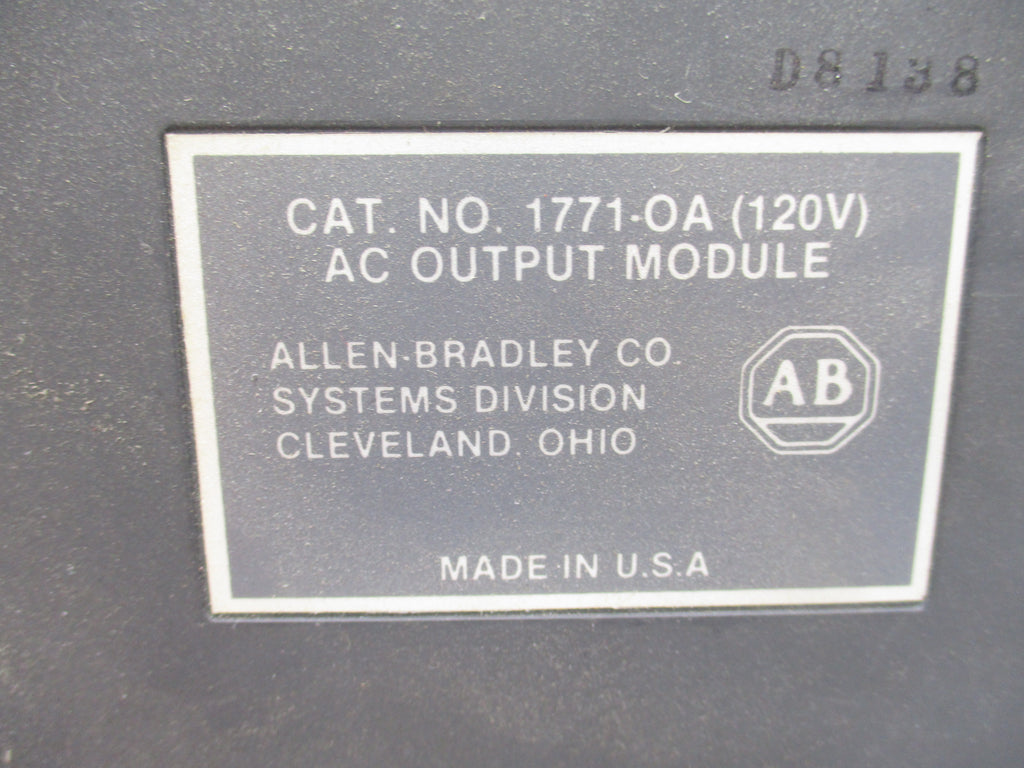 D8138
CAT. NO. 1771-OA (120V)
AC OUTPUT MODULE
ALLEN-BRADLEY CO.
SYSTEMS DIVISION
CLEVELAND. OHIO
AB
MADE IN U.S.A